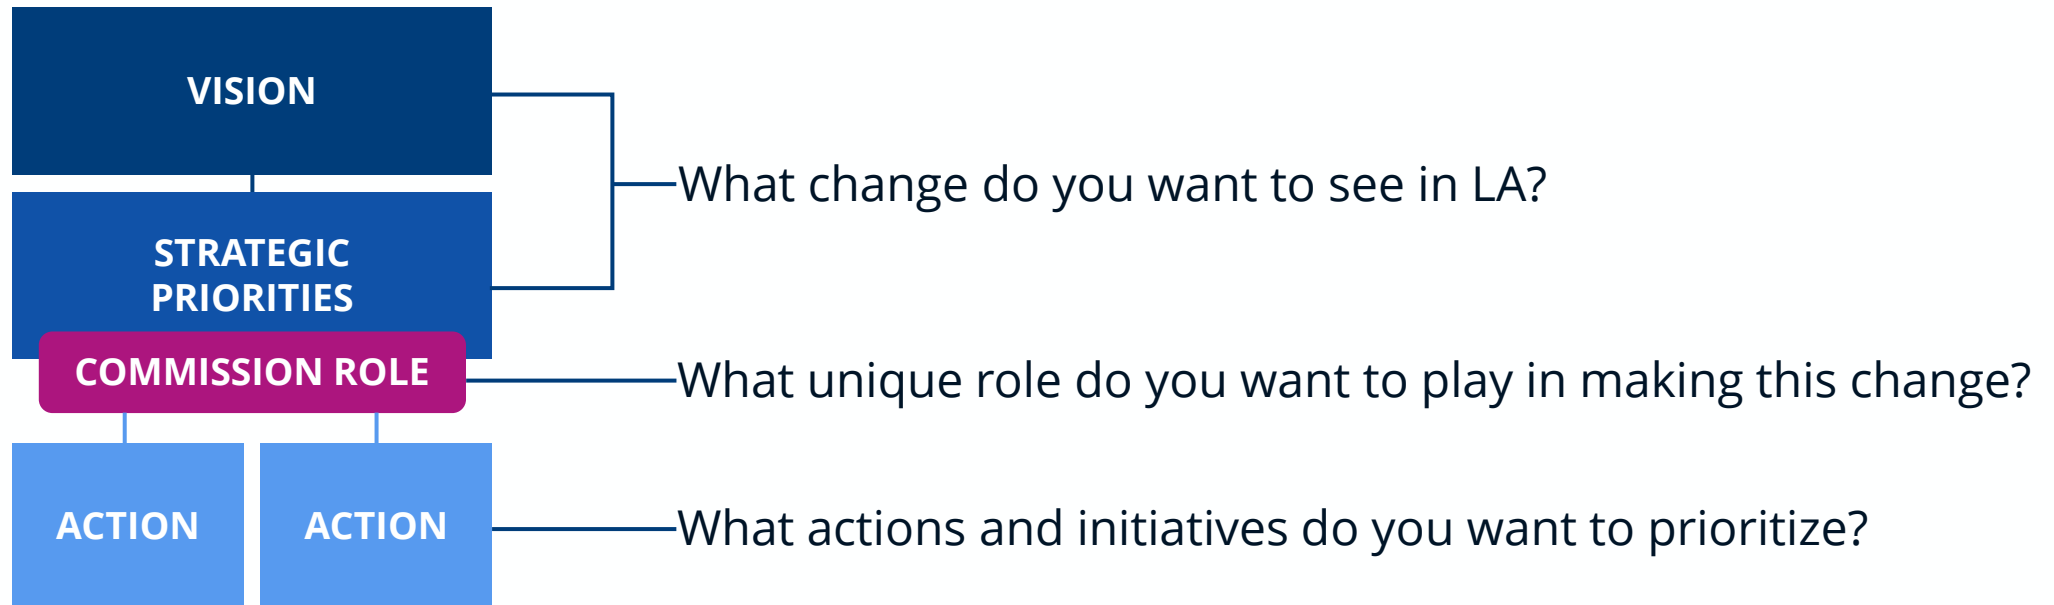 VISION
What change do you want to see in LA?
STRATEGIC
PRIORITIES
COMMISSION ROLE
What unique role do you want to play in making this change?
ACTION
ACTION
What actions and initiatives do you want to prioritize?